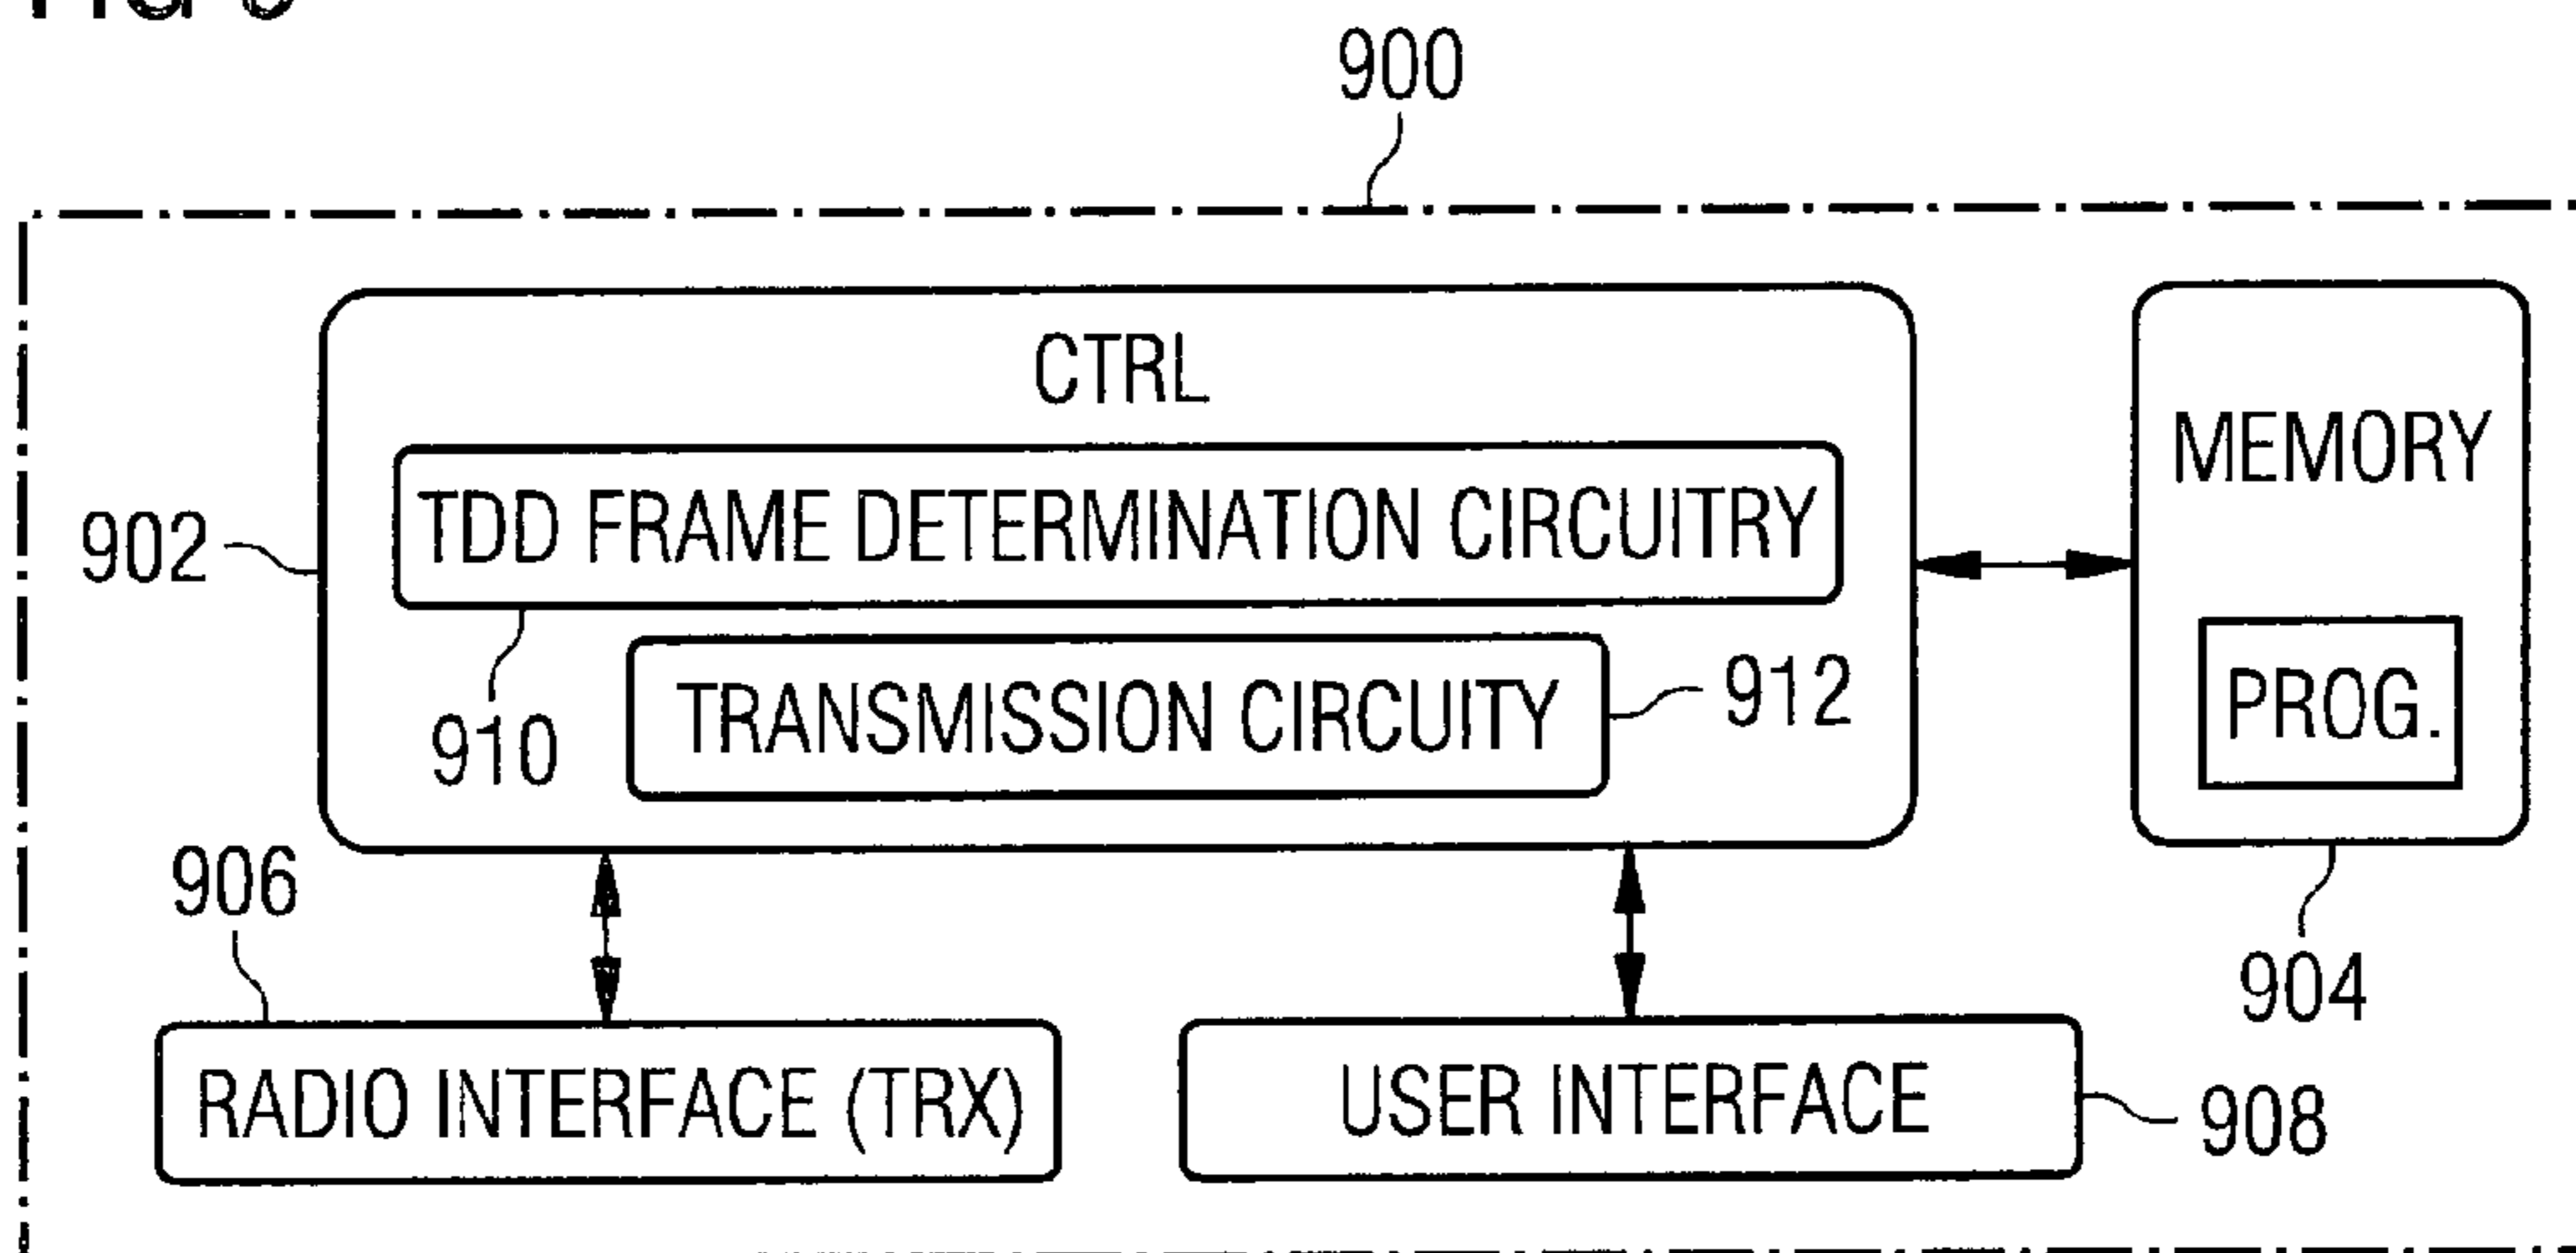 900
CTRL
MEMORY
TDD FRAME DETERMINATION CIRCUITRY
902
PROG.
TRANSMISSION CIRCUITY
912
910
906
904
RADIO INTERFACE (TRX)
USER INTERFACE
908